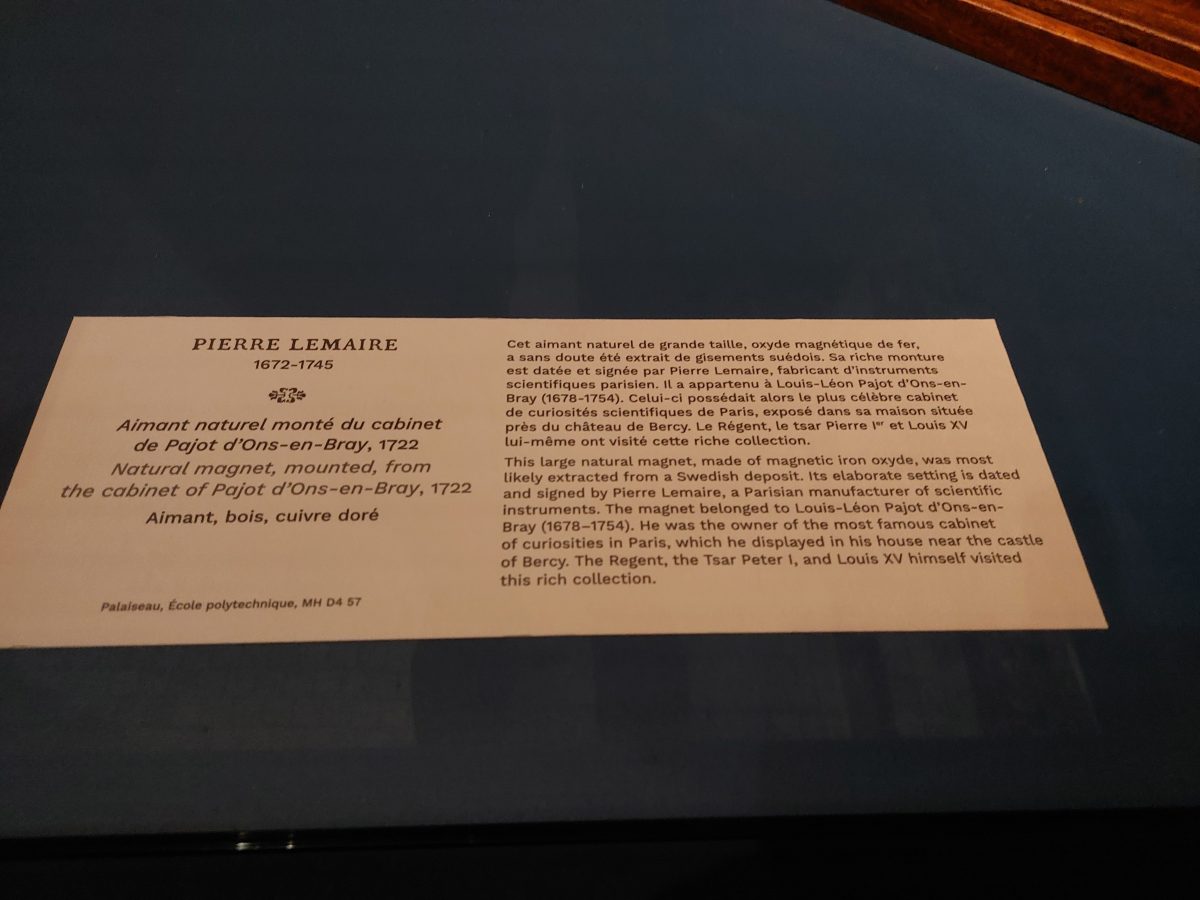 PIERRE LEMAIRE
1672-1745
Aimant naturel monté du cabinet
de Pajot d'Ons-en-Bray, 1722
Natural magnet, mounted, from
the cabinet of Pajot d'Ons-en-Bray, 1722
Aimant, bois, cuivre doré
Palaiseau, École polytechnique, MH D4 57
Cet aimant naturel de grande taille, oxyde magnétique de fer,
a sans doute été extrait de gisements suédois. Sa riche monture
est datée et signée par Pierre Lemaire, fabricant d'instruments
scientifiques parisien. Il a appartenu à Louis-Léon Pajot d'Ons-en-
Bray (1678-1754). Celui-ci possédait alors le plus célèbre cabinet
de curiosités scientifiques de Paris, exposé dans sa maison située
près du château de Bercy. Le Régent, le tsar Pierre Ier et Louis XV
lui-même ont visité cette riche collection.
This large natural magnet, made of magnetic iron oxyde, was most
likely extracted from a Swedish deposit. Its elaborate setting is dated
and signed by Pierre Lemaire, a Parisian manufacturer of scientific
instruments. The magnet belonged to Louis-Léon Pajot d'Ons-en-
Bray (1678–1754). He was the owner of the most famous cabinet
of curiosities in Paris, which he displayed in his house near the castle
of Bercy. The Regent, the Tsar Peter I, and Louis XV himself visited
this rich collection.